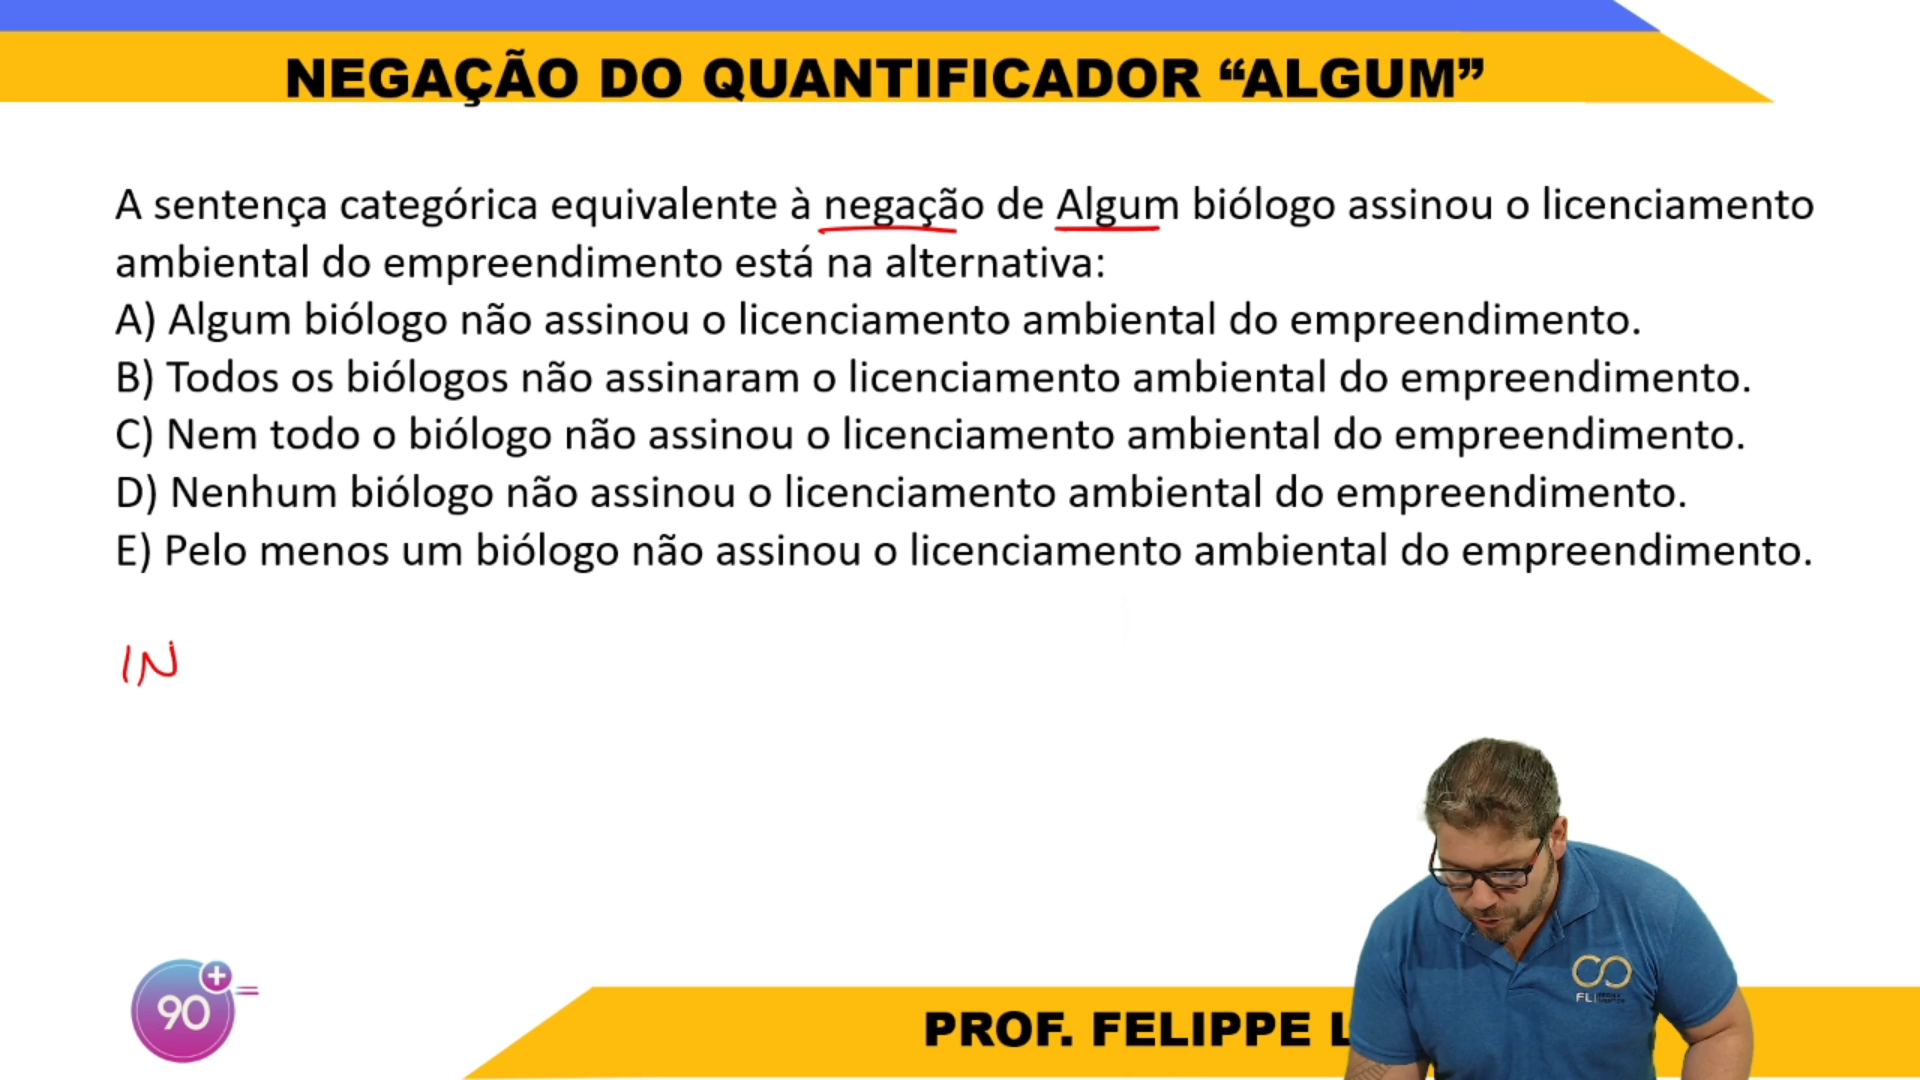 NEGAÇÃO DO QUANTIFICADOR “ALGUM”
A sentença categórica equivalente à negação de Algum biólogo assinou o licenciamento
ambiental do empreendimento está na alternativa:
A) Algum biólogo não assinou o licenciamento ambiental do empreendimento.
B) Todos os biólogos não assinaram o licenciamento ambiental do empreendimento.
C) Nem todo o biólogo não assinou o licenciamento ambiental do empreendimento.
D) Nenhum biólogo não assinou o licenciamento ambiental do empreendimento.
E) Pelo menos um biólogo não assinou o licenciamento ambiental do empreendimento.
IN
90+
PROF. FELIPPE L